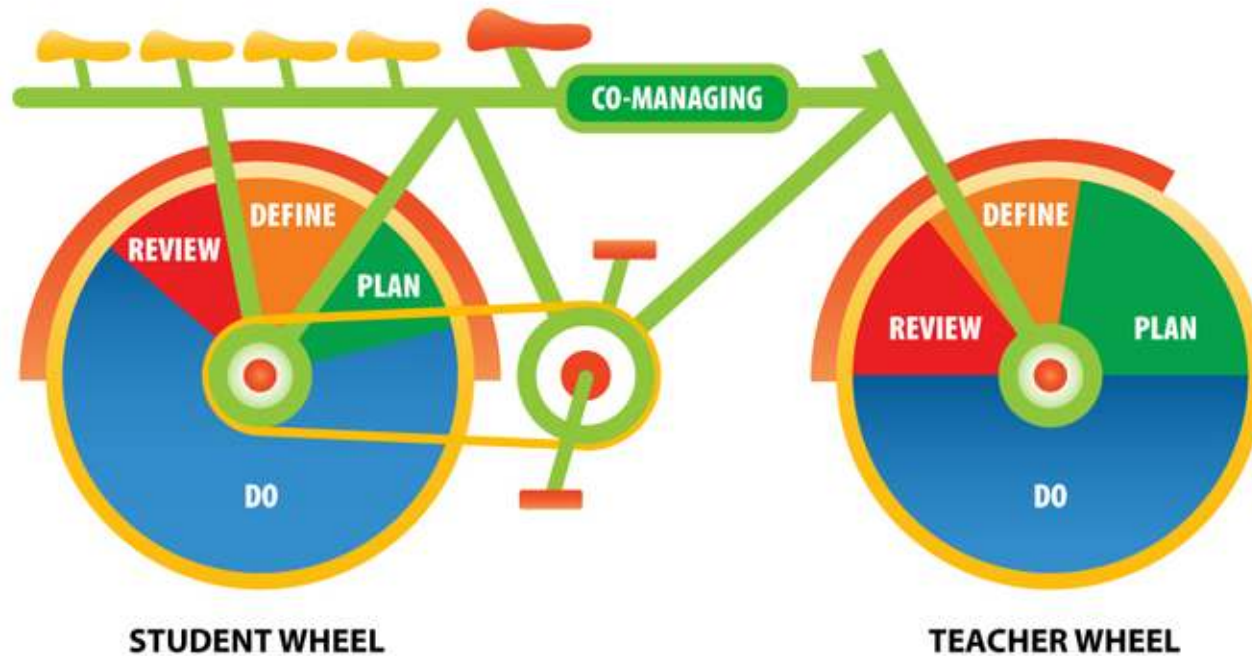 CO-MANAGING
REVIEW
DEFINE
PLAN
DO
REVIEW
DEFINE
PLAN
DO
STUDENT WHEEL
TEACHER WHEEL